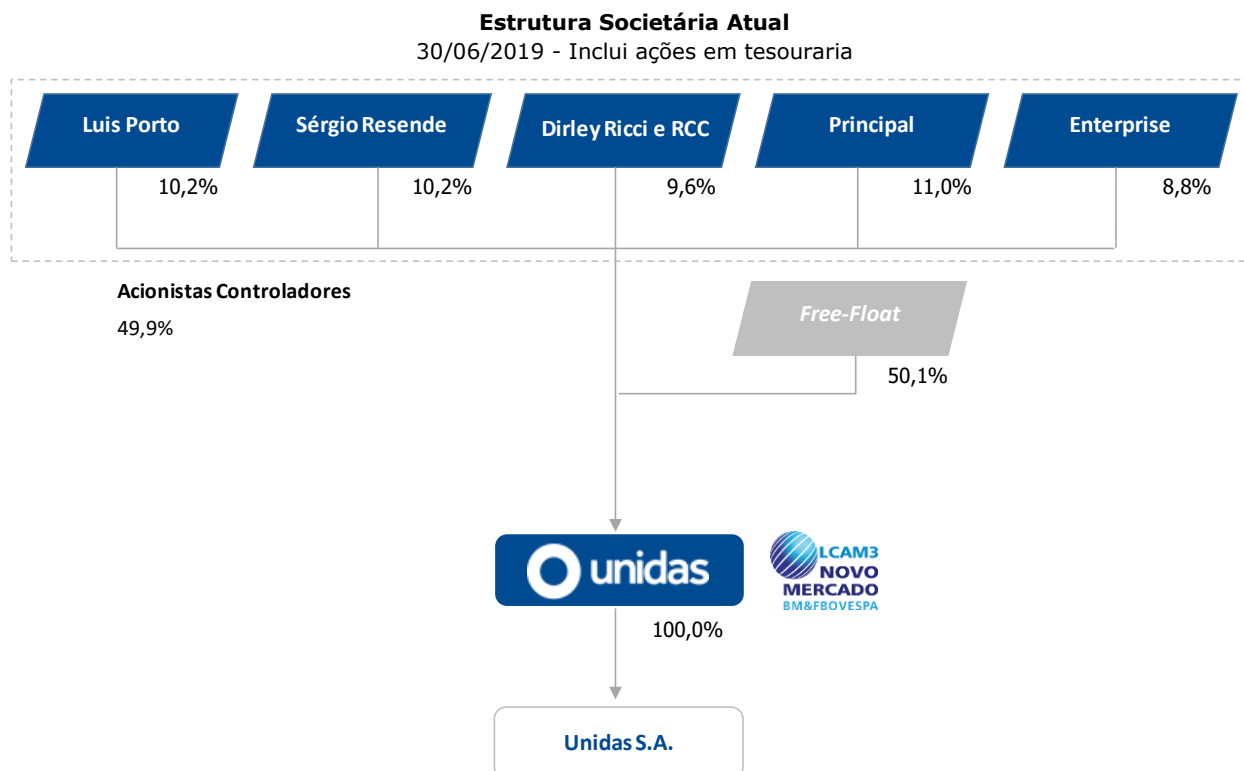 Estrutura Societária Atual
30/06/2019 - Inclui ações em tesouraria
Luis Porto
Sérgio Resende
Dirley Ricci e RCC
Principal
Enterprise
10,2%
10,2%
9,6%
11,0%
8,8%
Acionistas Controladores
49,9%
Free-Float
50,1%
unidas
LCAM3
NOVO
MERCADO
BM&FBOVESPA
100,0%
Unidas S.A.